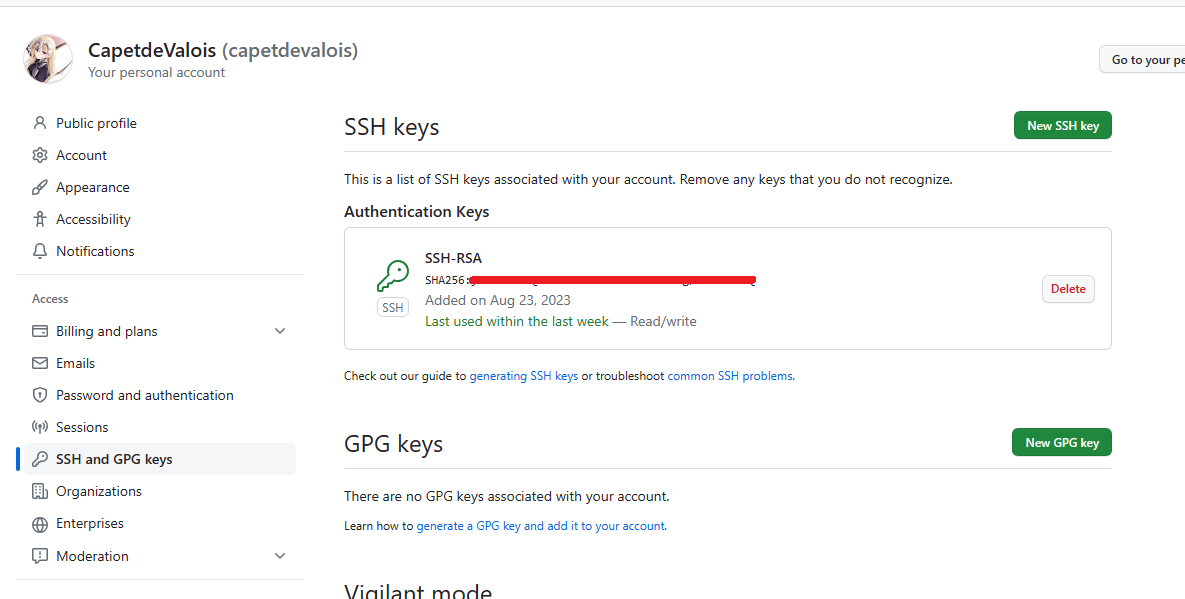 CapetdeValois (capetdevalois)
Your personal account
Go to your pe
Public profile
Account
Appearance
Accessibility
Notifications
Access
Billing and plans
Emails
Password and authentication
Sessions
SSH and GPG keys
Organizations
Enterprises
Moderation
SSH keys
New SSH key
This is a list of SSH keys associated with your account. Remove any keys that you do not recognize.
Authentication Keys
SSH
SSH-RSA
SHA256:
Added on Aug 23, 2023
Last used within the last week — Read/write
Delete
Check out our guide to generating SSH keys or troubleshoot common SSH problems.
GPG keys
New GPG key
There are no GPG keys associated with your account.
Learn how to generate a GPG key and add it to your account.
Vigilant mode